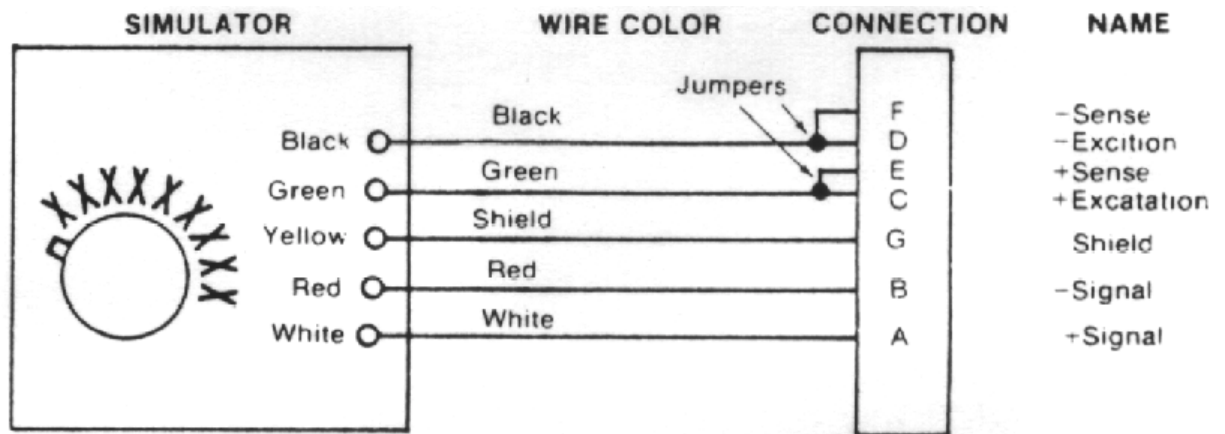 SIMULATOR WIRE COLOR CONNECTION NAME
Jumpers
F -Sense
Black Black D -Excition
E +Sense
Green Green C +Excatation
Yellow Shield G Shield
Red Red B -Signal
White White A +Signal